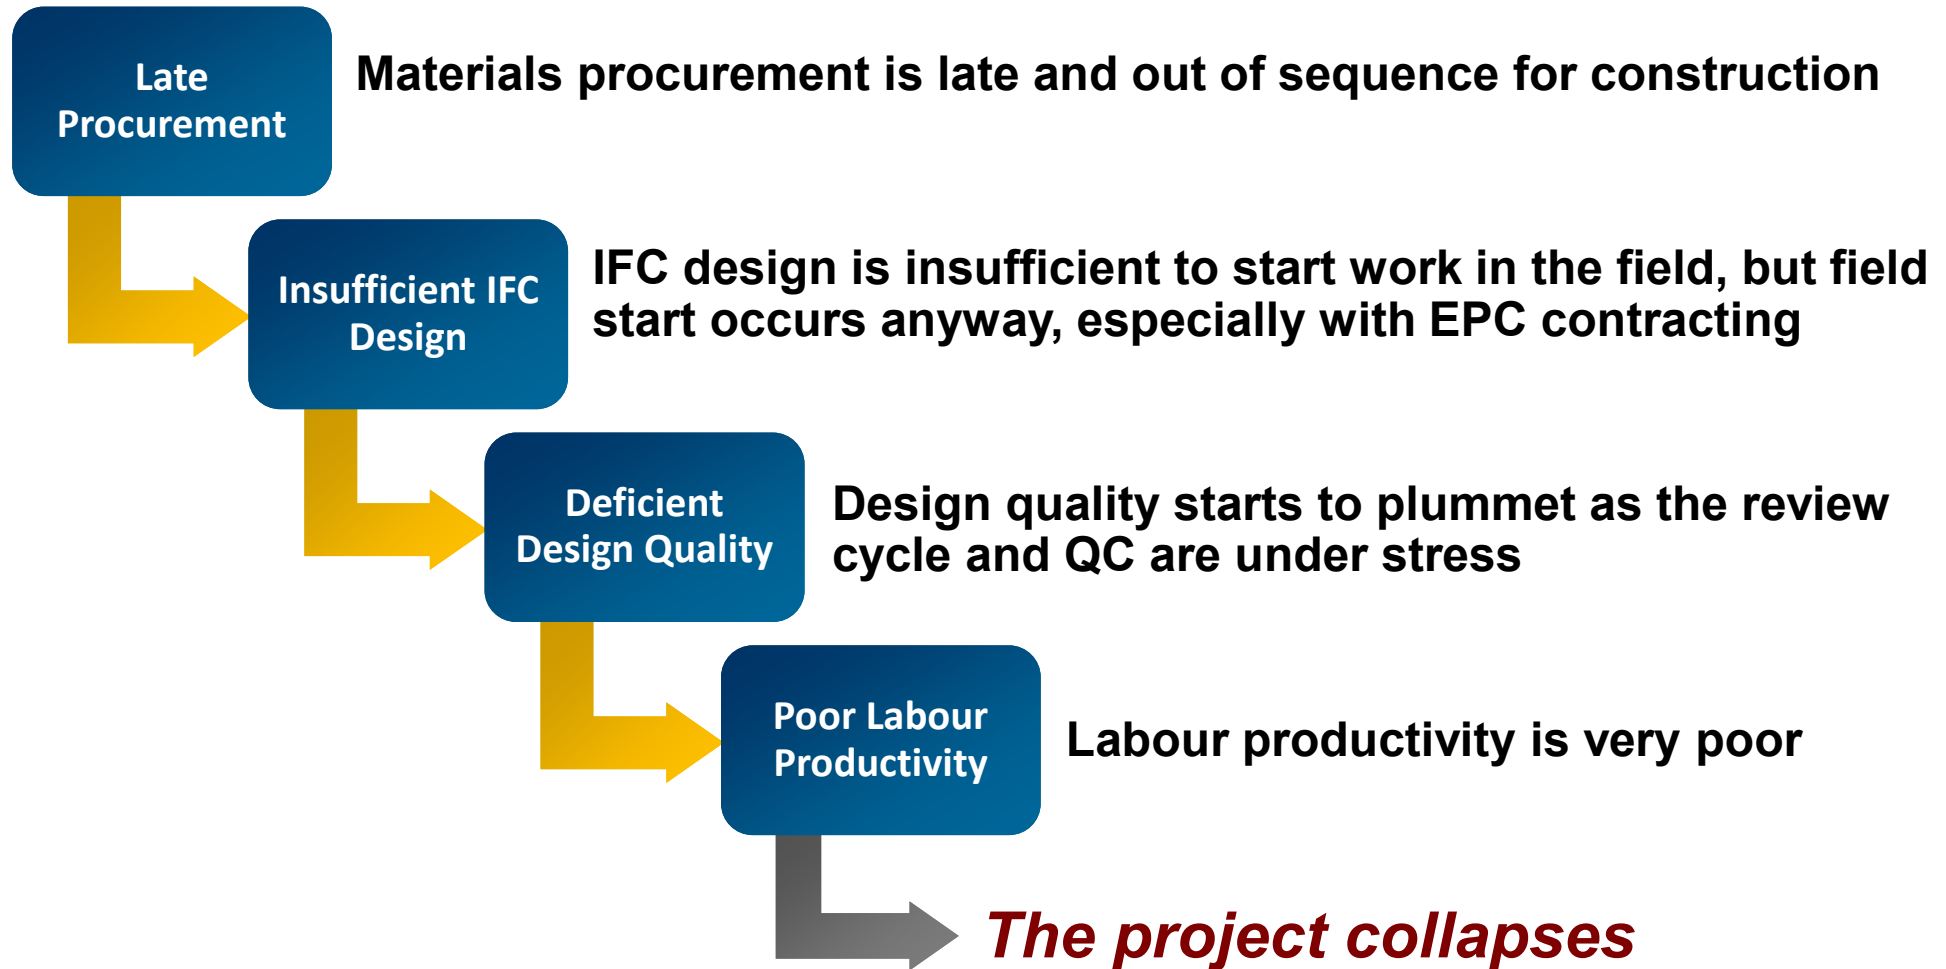 Late
Procurement
Materials procurement is late and out of sequence for construction
Insufficient IFC
Design
IFC design is insufficient to start work in the field, but field
start occurs anyway, especially with EPC contracting
Deficient
Design Quality
Design quality starts to plummet as the review
cycle and QC are under stress
Poor Labour
Productivity
Labour productivity is very poor
The project collapses